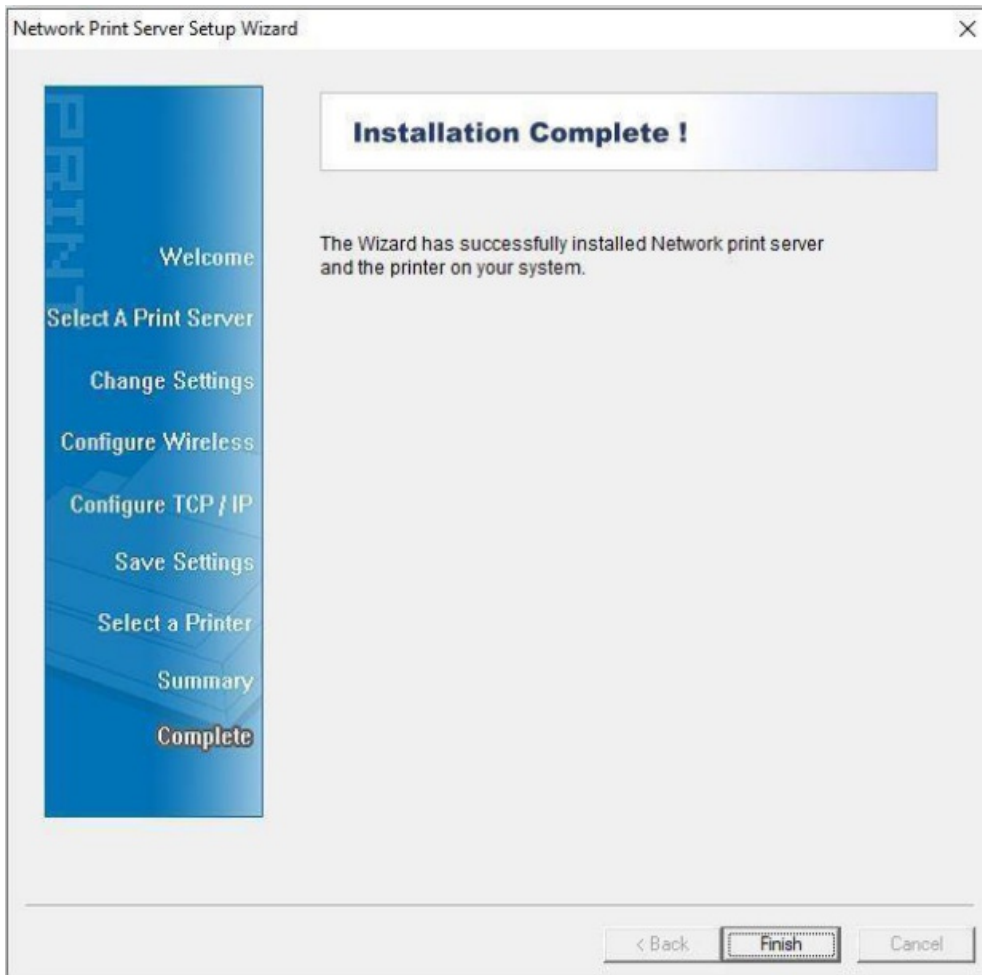 Network Print Server Setup Wizard
PRINT
Installation Complete !
The Wizard has successfully installed Network print server
and the printer on your system.
Welcome
Select A Print Server
Change Settings
Configure Wireless
Configure TCP / IP
Save Settings
Select a Printer
Summary
Complete
< Back
Finish
Cancel